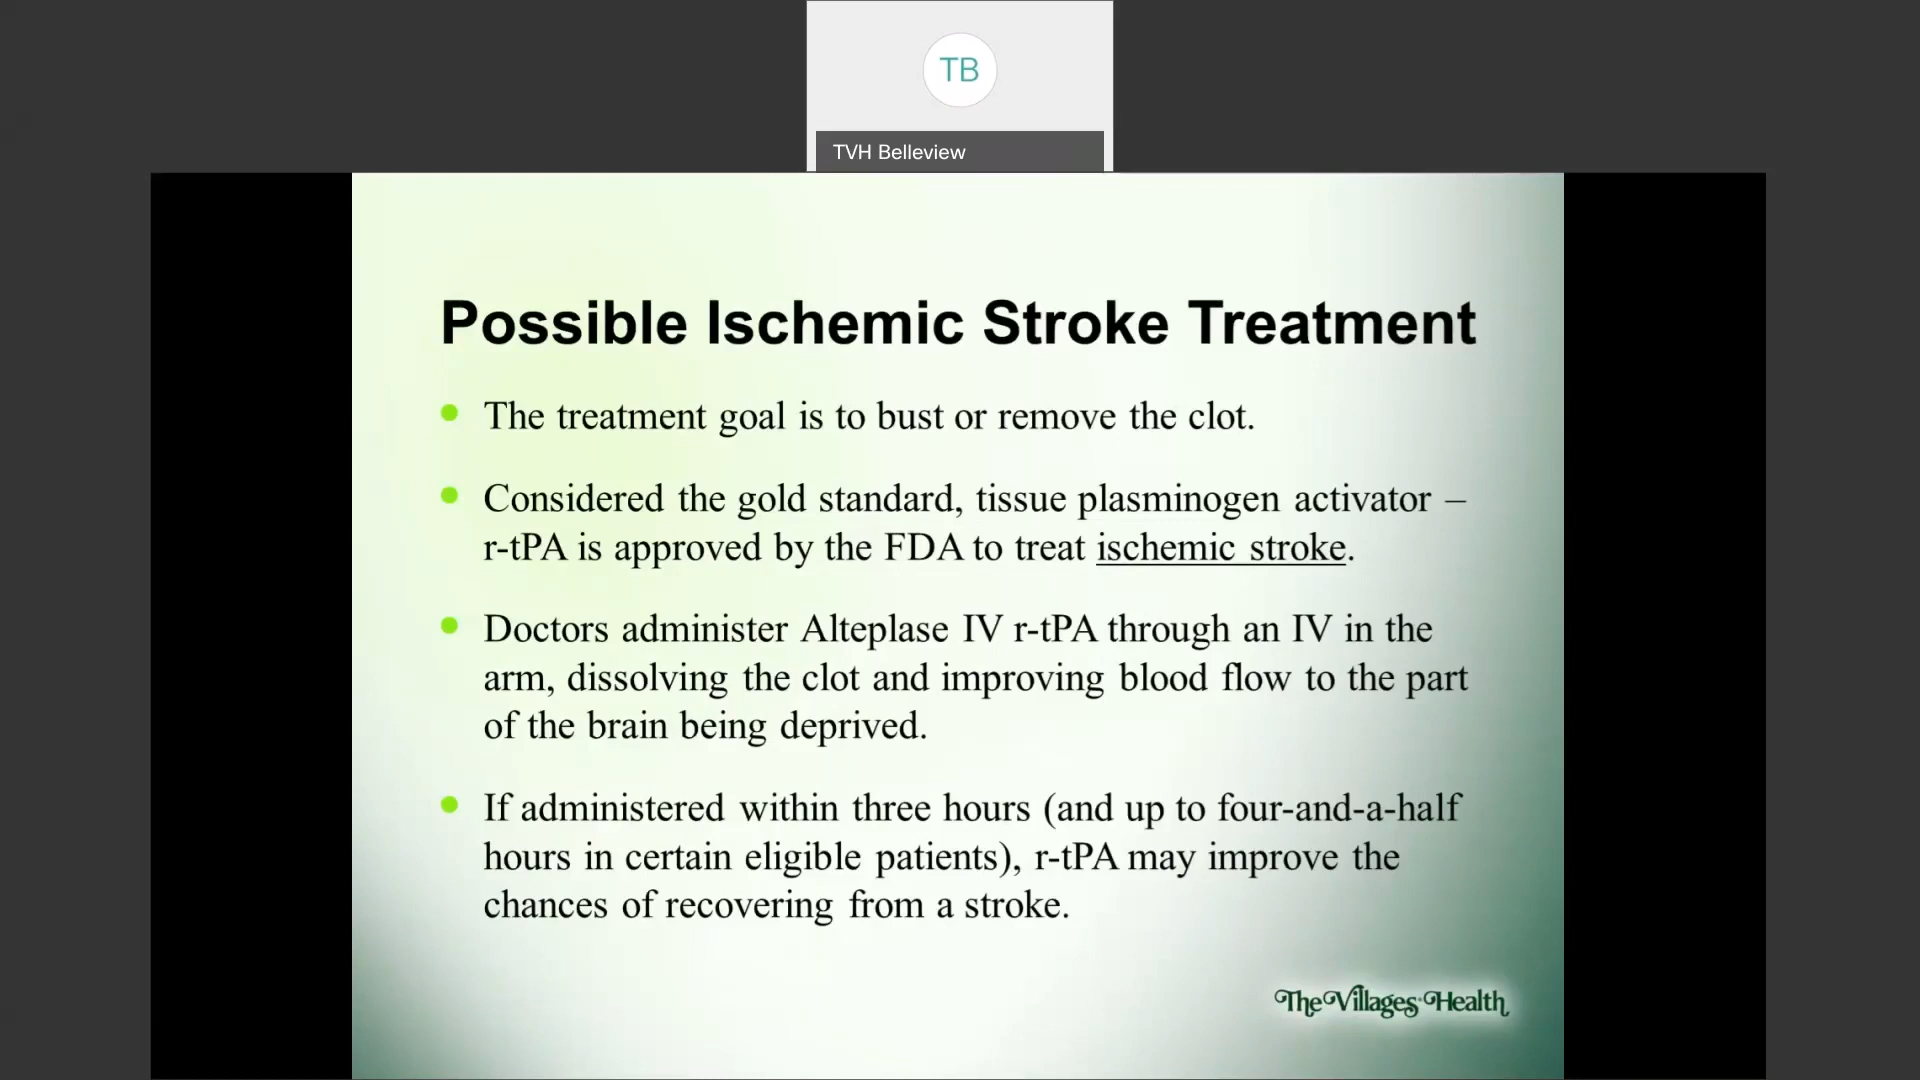 TB
TVH Belleview
Possible Ischemic Stroke Treatment
The treatment goal is to bust or remove the clot.
Considered the gold standard, tissue plasminogen activator –
r-tPA is approved by the FDA to treat ischemic stroke.
Doctors administer Alteplase IV r-tPA through an IV in the
arm, dissolving the clot and improving blood flow to the part
of the brain being deprived.
If administered within three hours (and up to four-and-a-half
hours in certain eligible patients), r-tPA may improve the
chances of recovering from a stroke.
The Villages Health